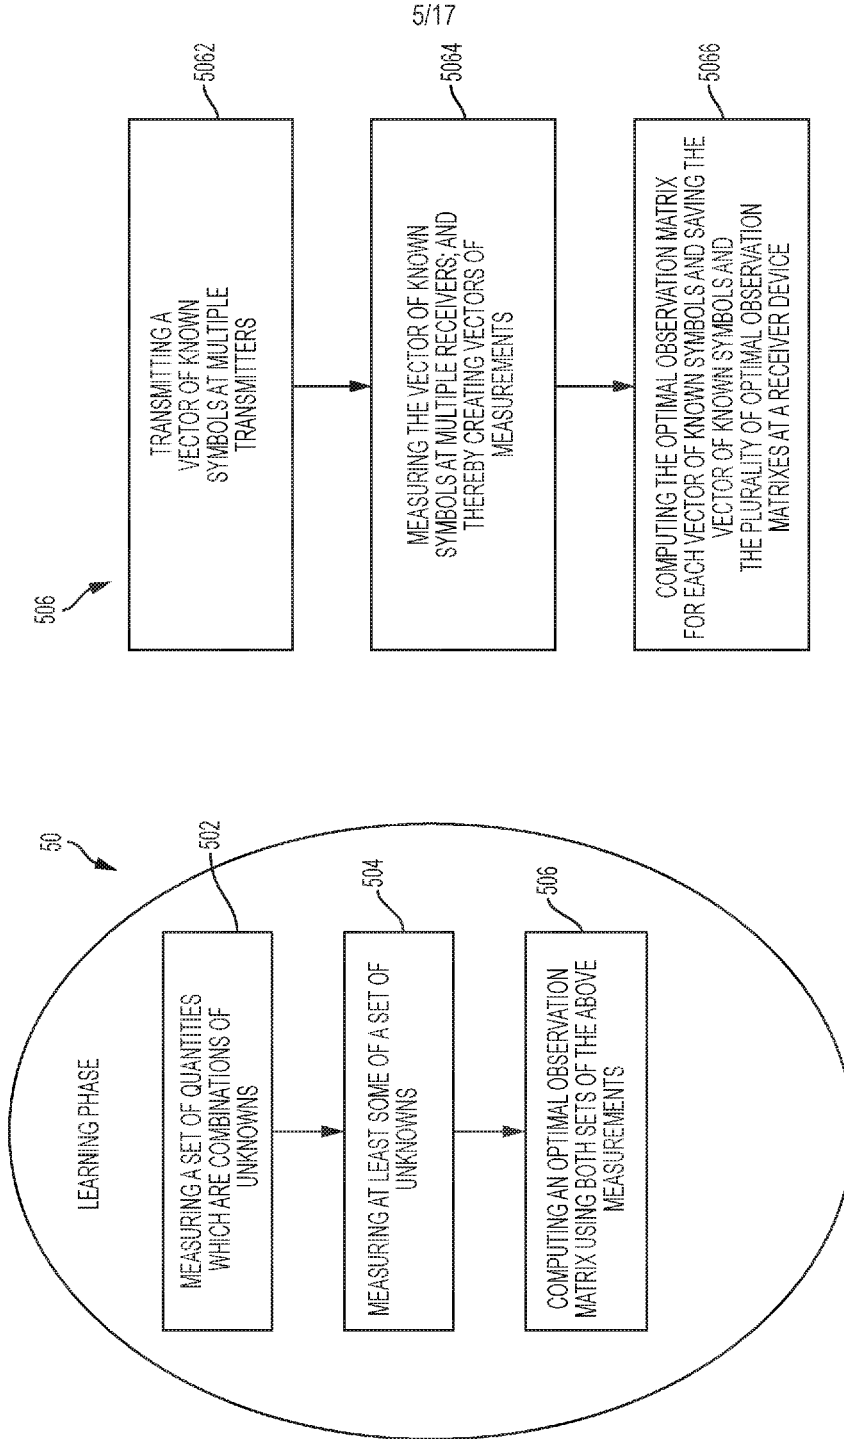 5/17
50
LEARNING PHASE
502
MEASURING A SET OF QUANTITIES
WHICH ARE COMBINATIONS OF
UNKNOWNS
504
MEASURING AT LEAST SOME OF A SET OF
UNKNOWNS
506
COMPUTING AN OPTIMAL OBSERVATION
MATRIX USING BOTH SETS OF THE ABOVE
MEASUREMENTS
506
5062
TRANSMITTING A
VECTOR OF KNOWN
SYMBOLS AT MULTIPLE
TRANSMITTERS
5064
MEASURING THE VECTOR OF KNOWN
SYMBOLS AT MULTIPLE RECEIVERS; AND
THEREBY CREATING VECTORS OF
MEASUREMENTS
5066
COMPUTING THE OPTIMAL OBSERVATION MATRIX
FOR EACH VECTOR OF KNOWN SYMBOLS AND SAVING THE
VECTOR OF KNOWN SYMBOLS AND
THE PLURALITY OF OPTIMAL OBSERVATION
MATRIXES AT A RECEIVER DEVICE